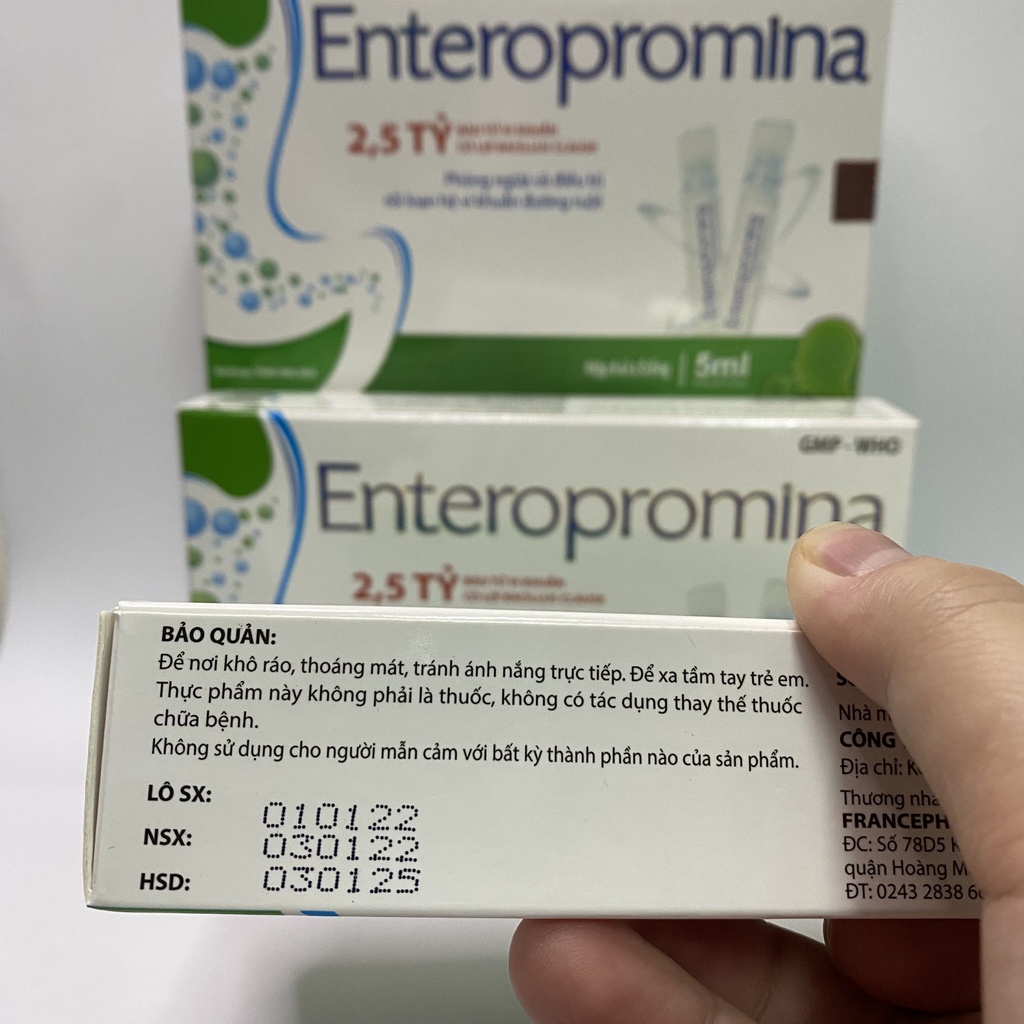 Enteropromina
2,5 TỶ
5ml
GMP - WHO
Enteropromina
2,5 TỶ
BẢO QUẢN:
Để nơi khô ráo, thoáng mát, tránh ánh nắng trực tiếp. Để xa tầm tay trẻ em.
Thực phẩm này không phải là thuốc, không có tác dụng thay thế thuốc
chữa bệnh.
Không sử dụng cho người mẫn cảm với bất kỳ thành phần nào của sản phẩm.
LÔ SX: 010122
NSX: 030122
HSD: 030125
Nhà
CÔNG
Địa chỉ:
Thương
FRANCEPH
ĐC: Số 78D5
quận Hoàng
ĐT: 0243 2838